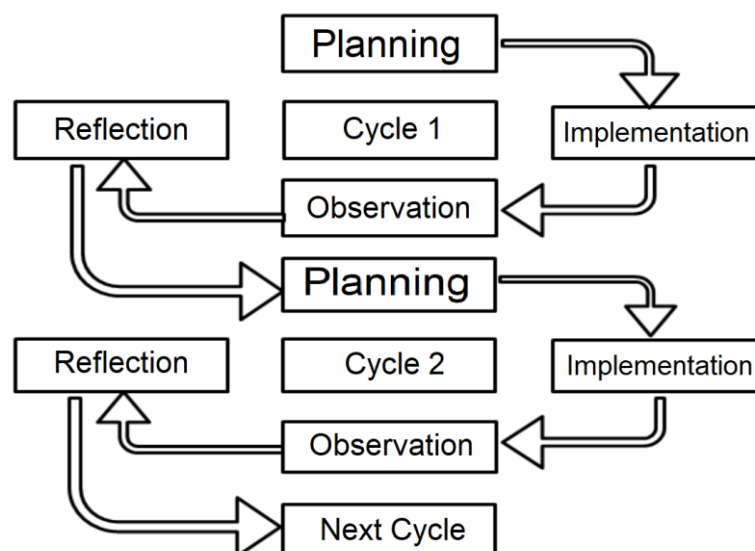 Planning
Reflection
Cycle 1
Implementation
Observation
Planning
Reflection
Cycle 2
Implementation
Observation
Next Cycle